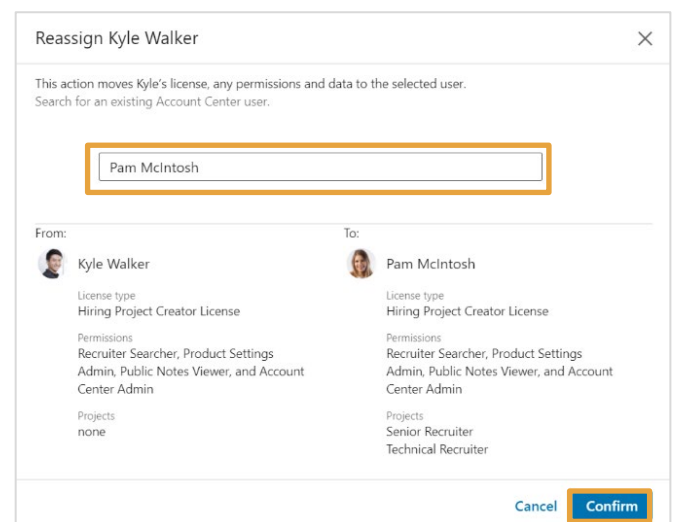 Reassign Kyle Walker
This action moves Kyle's license, any permissions and data to the selected user.
Search for an existing Account Center user.
Pam McIntosh
From:
Kyle Walker
License type
Hiring Project Creator License
Permissions
Recruiter Searcher, Product Settings
Admin, Public Notes Viewer, and Account
Center Admin
Projects
none
To:
Pam McIntosh
License type
Hiring Project Creator License
Permissions
Recruiter Searcher, Product Settings
Admin, Public Notes Viewer, and Account
Center Admin
Projects
Senior Recruiter
Technical Recruiter
Cancel
Confirm